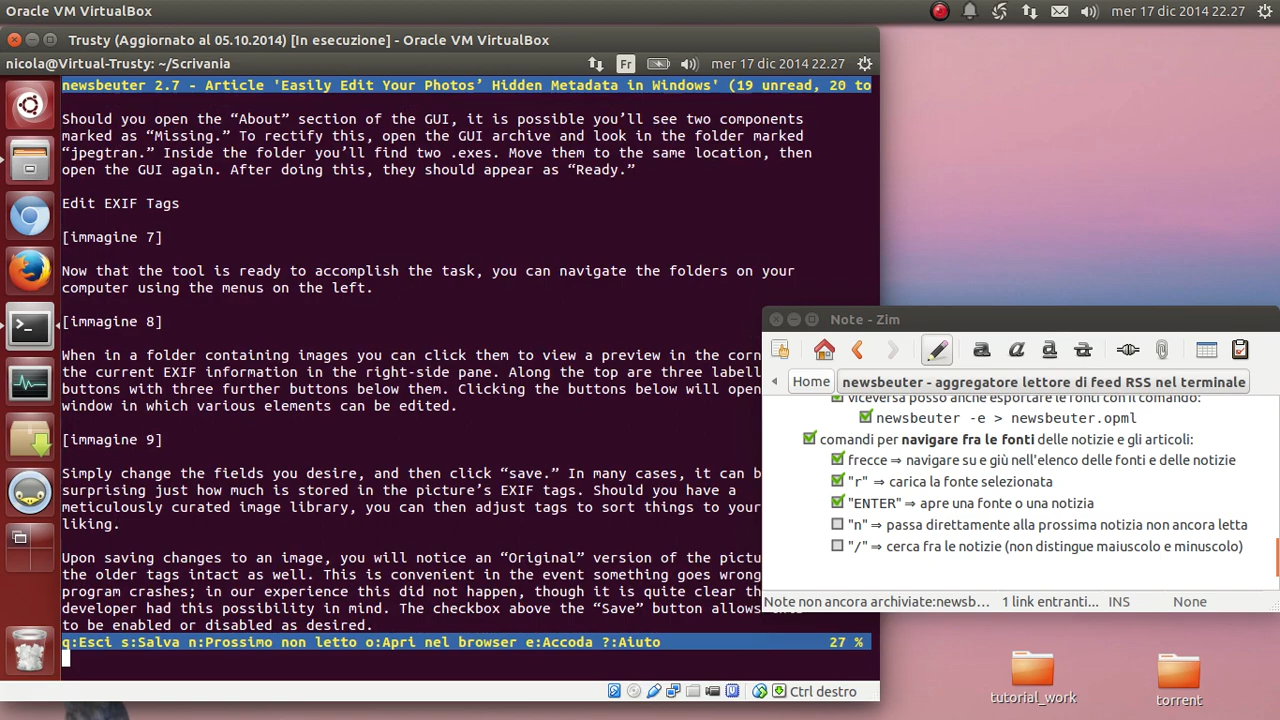 Oracle VM VirtualBox
mer 17 dic 2014 22.27
Trusty (Aggiornato al 05.10.2014) [In esecuzione] - Oracle VM VirtualBox
nicola@Virtual-Trusty: ~/Scrivania
Fr
mer 17 dic 2014 22.27
newsbeuter 2.7 - Article 'Easily Edit Your Photos’ Hidden Metadata in Windows' (19 unread, 20 to
Should you open the “About” section of the GUI, it is possible you’ll see two components
marked as “Missing.” To rectify this, open the GUI archive and look in the folder marked
“jpegtran.” Inside the folder you’ll find two .exes. Move them to the same location, then
open the GUI again. After doing this, they should appear as “Ready.”
Edit EXIF Tags
[immagine 7]
Now that the tool is ready to accomplish the task, you can navigate the folders on your
computer using the menus on the left.
[immagine 8]
When in a folder containing images you can click them to view a preview in the corn
the current EXIF information in the right-side pane. Along the top are three labell
buttons with three further buttons below them. Clicking the buttons below will open
window in which various elements can be edited.
[immagine 9]
Simply change the fields you desire, and then click “save.” In many cases, it can b
surprising just how much is stored in the picture’s EXIF tags. Should you have a
meticulously curated image library, you can then adjust tags to sort things to your
liking.
Upon saving changes to an image, you will notice an “Original” version of the pictu
the older tags intact as well. This is convenient in the event something goes wrong
program crashes; in our experience this did not happen, though it is quite clear th
developer had this possibility in mind. The checkbox above the “Save” button allows
to be enabled or disabled as desired.
q:Esci s:Salva n:Prossimo non letto o:Apri nel browser e:Accoda ?:Aiuto 27 %
Ctrl destro
Note - Zim
Home
newsbeuter - aggregatore lettore di feed RSS nel terminale
viceversa posso anche esportare le fonti con il comando:
newsbeuter -e > newsbeuter.opml
comandi per navigare fra le fonti delle notizie e gli articoli:
frecce ⇒ navigare su e giù nell'elenco delle fonti e delle notizie
"r" ⇒ carica la fonte selezionata
"ENTER" ⇒ apre una fonte o una notizia
"n" ⇒ passa direttamente alla prossima notizia non ancora letta
"/" ⇒ cerca fra le notizie (non distingue maiuscolo e minuscolo)
Note non ancora archiviate:newsb...
1 link entranti...
INS
None
tutorial_work
torrent